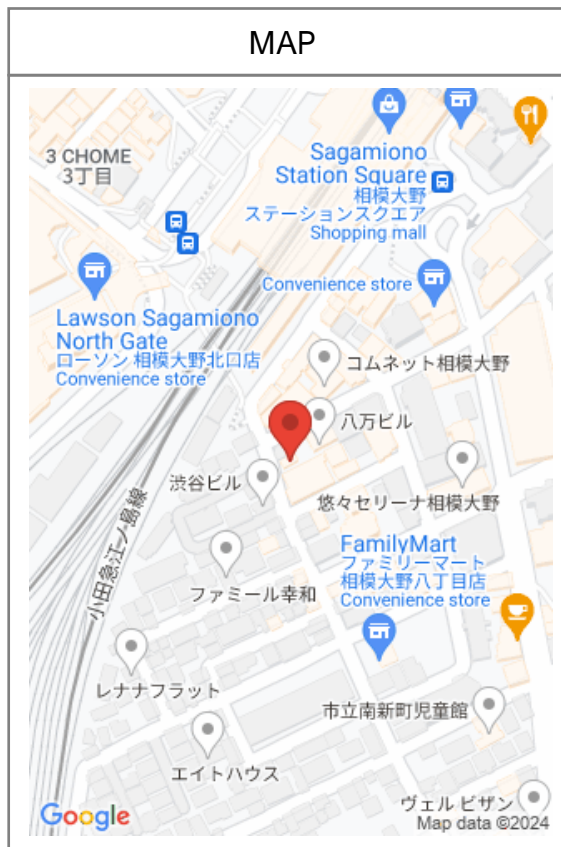 MAP
3 CHOME
3丁目
Sagamiono
Station Square
相模大野
ステーションスクエア
Shopping mall
Convenience store
Lawson Sagamiono
North Gate
ローソン 相模大野北口店
Convenience store
コムネット相模大野
八万ビル
渋谷ビル
悠々セリーナ相模大野
小田急江ノ島線
FamilyMart
ファミリーマート
相模大野八丁目店
Convenience store
ファミール幸和
レナナフラット
市立南新町児童館
エイトハウス
ヴェル ビザン
Google
Map data ©2024